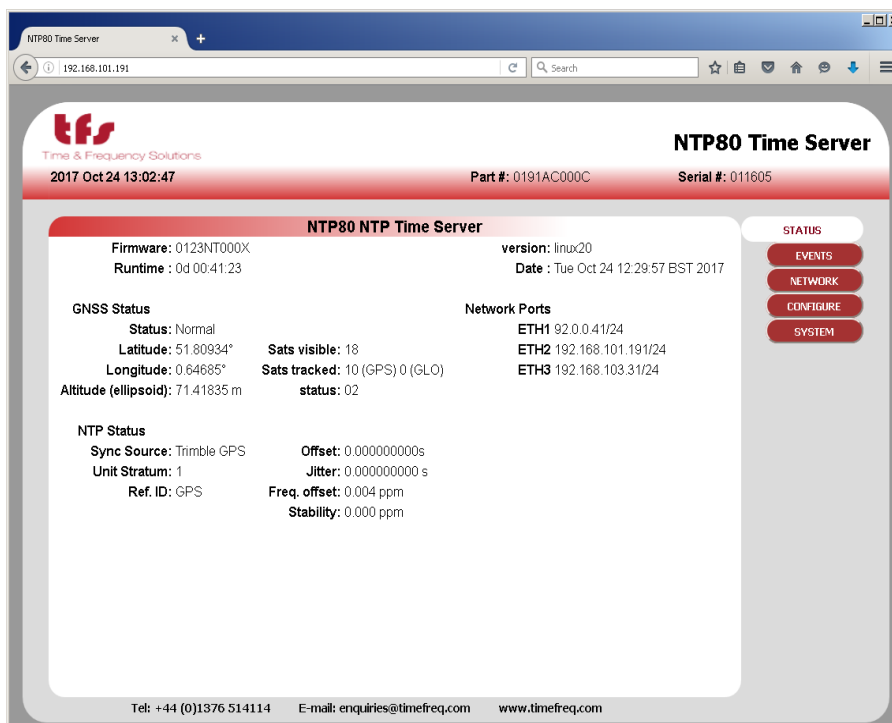 NTP80 Time Server
192.168.101.191
Search
tfs
Time & Frequency Solutions
NTP80 Time Server
2017 Oct 24 13:02:47 Part #: 0191AC000C Serial #: 011605
NTP80 NTP Time Server
STATUS
EVENTS
NETWORK
CONFIGURE
SYSTEM
Firmware: 0123NT000X version: linux20
Runtime : 0d 00:41:23 Date : Tue Oct 24 12:29:57 BST 2017
GNSS Status Network Ports
Status: Normal ETH1 92.0.0.41/24
Latitude: 51.80934° Sats visible: 18 ETH2 192.168.101.191/24
Longitude: 0.64685° Sats tracked: 10 (GPS) 0 (GLO) ETH3 192.168.103.31/24
Altitude (ellipsoid): 71.41835 m status: 02
NTP Status
Sync Source: Trimble GPS Offset: 0.000000000s
Unit Stratum: 1 Jitter: 0.000000000 s
Ref. ID: GPS Freq. offset: 0.004 ppm
Stability: 0.000 ppm
Tel: +44 (0)1376 514114 E-mail: enquiries@timefreq.com www.timefreq.com